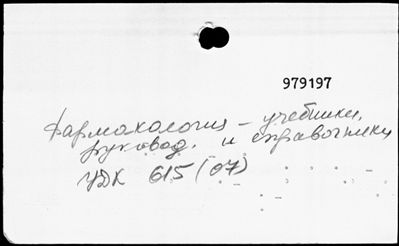 979197
Фармакология – учебники,
руковод. и справочники
УДК 615 (07)